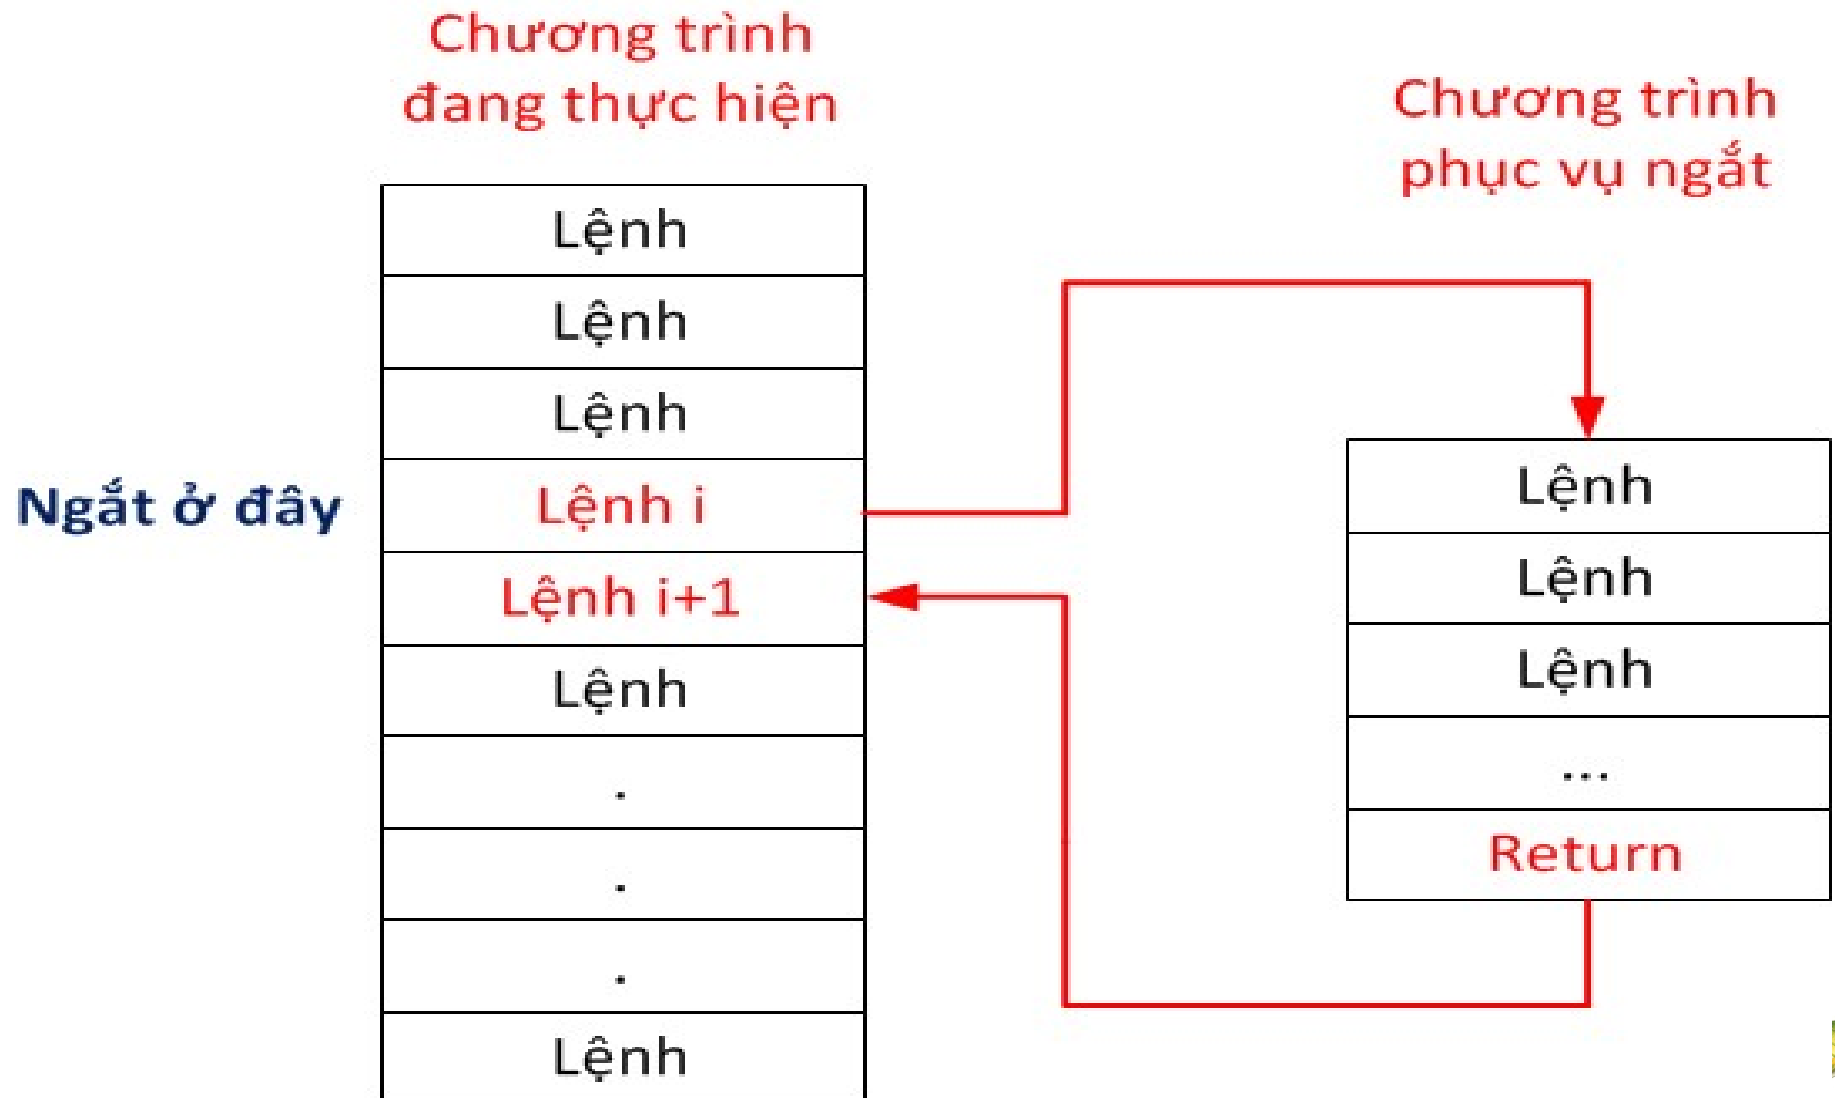 Chương trình
đang thực hiện
Lệnh
Lệnh
Lệnh
Ngắt ở đây
Lệnh i
Lệnh i+1
Lệnh
.
.
.
Lệnh
Chương trình
phục vụ ngắt
Lệnh
Lệnh
Lệnh
...
Return